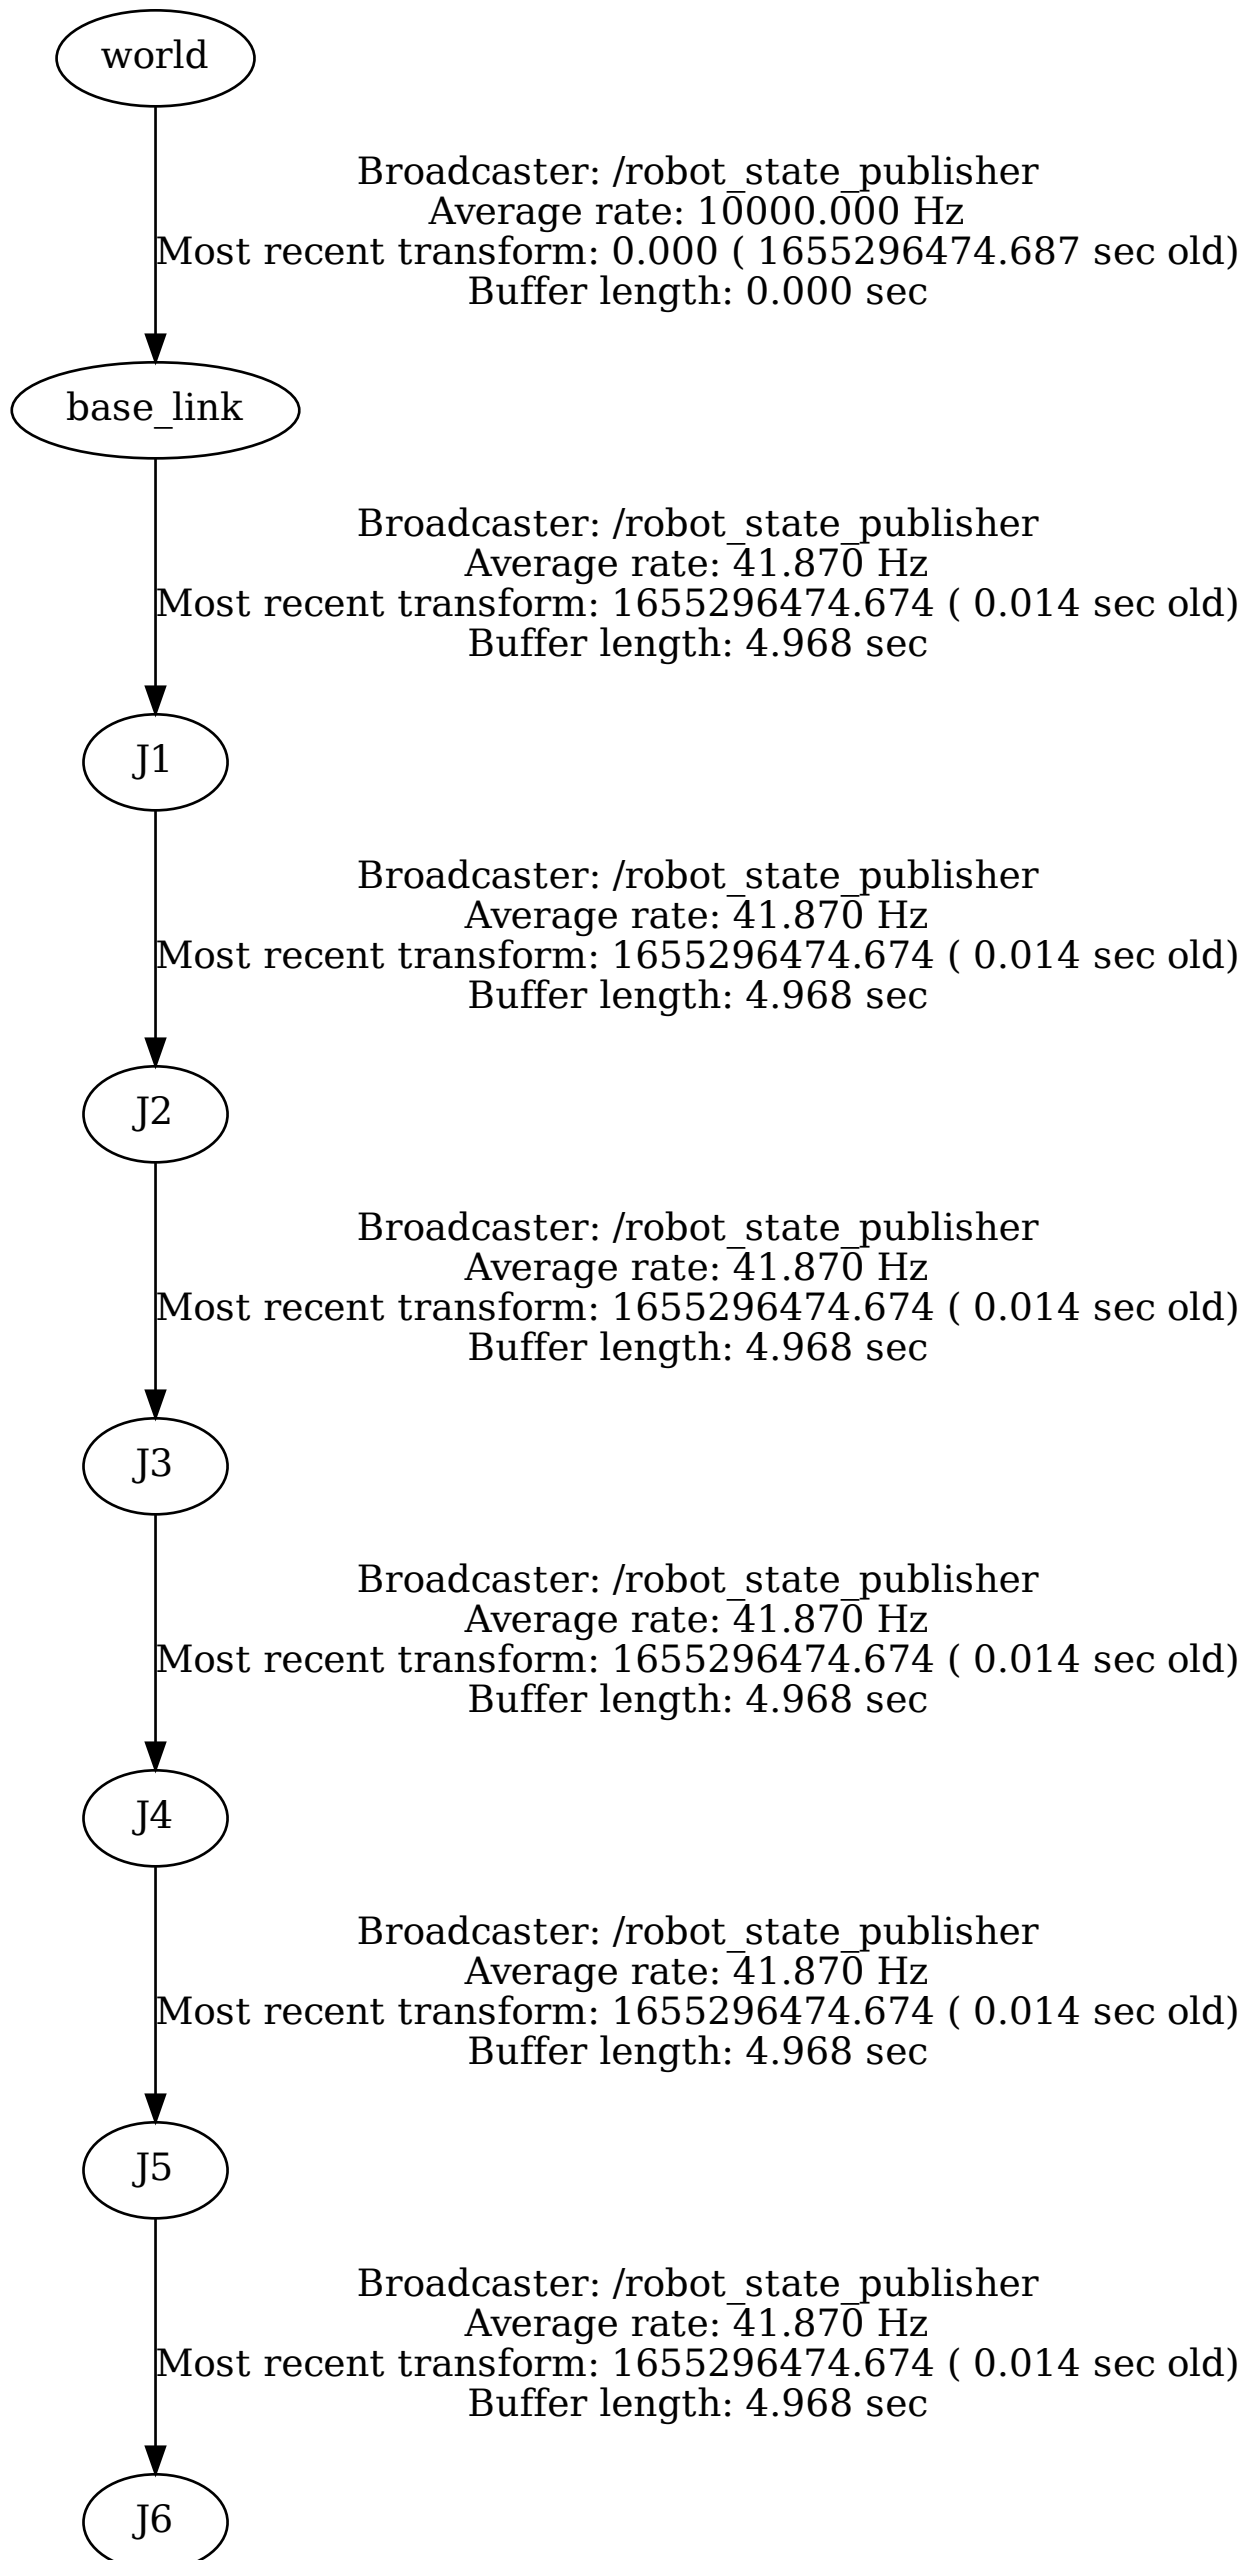 world
Broadcaster: /robot_state_publisher
Average rate: 10000.000 Hz
Most recent transform: 0.000 ( 1655296474.687 sec old)
Buffer length: 0.000 sec
base_link
Broadcaster: /robot_state_publisher
Average rate: 41.870 Hz
Most recent transform: 1655296474.674 ( 0.014 sec old)
Buffer length: 4.968 sec
J1
Broadcaster: /robot_state_publisher
Average rate: 41.870 Hz
Most recent transform: 1655296474.674 ( 0.014 sec old)
Buffer length: 4.968 sec
J2
Broadcaster: /robot_state_publisher
Average rate: 41.870 Hz
Most recent transform: 1655296474.674 ( 0.014 sec old)
Buffer length: 4.968 sec
J3
Broadcaster: /robot_state_publisher
Average rate: 41.870 Hz
Most recent transform: 1655296474.674 ( 0.014 sec old)
Buffer length: 4.968 sec
J4
Broadcaster: /robot_state_publisher
Average rate: 41.870 Hz
Most recent transform: 1655296474.674 ( 0.014 sec old)
Buffer length: 4.968 sec
J5
Broadcaster: /robot_state_publisher
Average rate: 41.870 Hz
Most recent transform: 1655296474.674 ( 0.014 sec old)
Buffer length: 4.968 sec
J6